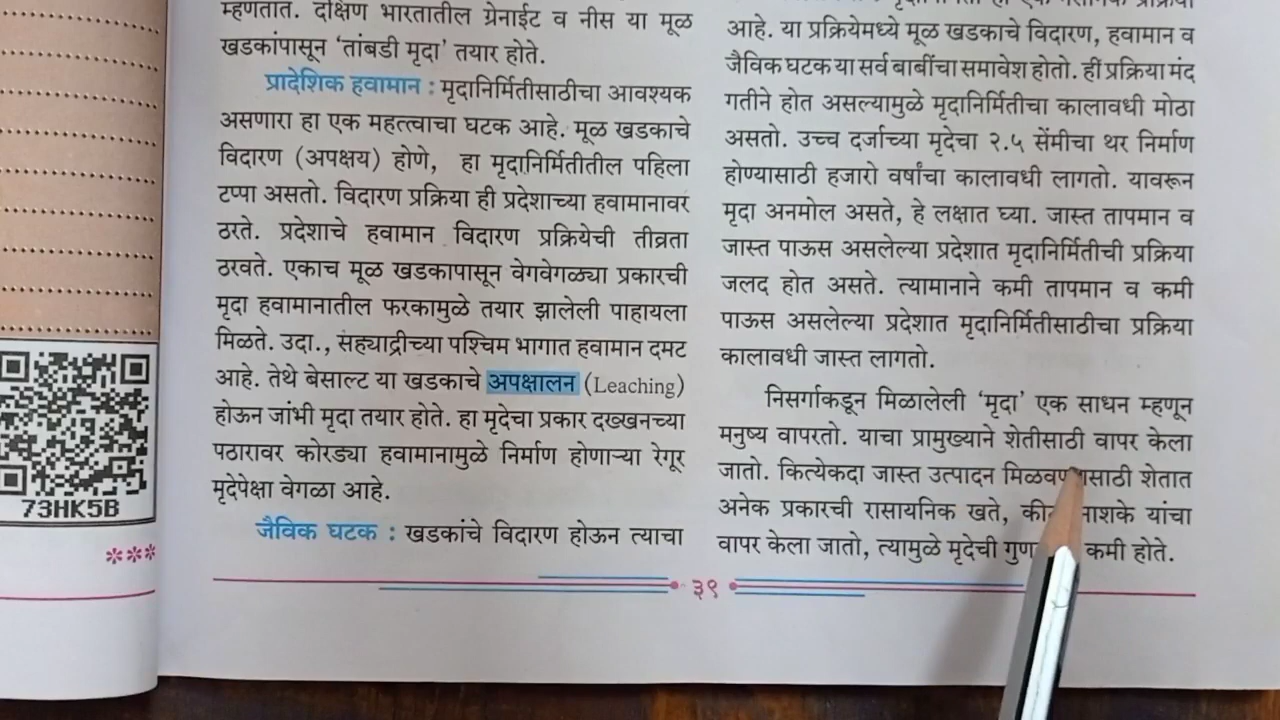 म्हणतात. दक्षिण भारतातील ग्रेनाईट व नीस या मूळ
खडकांपासून ‘तांबडी मृदा’ तयार होते.
प्रादेशिक हवामान : मृदानिर्मितीसाठीचा आवश्यक
असणारा हा एक महत्त्वाचा घटक आहे. मूळ खडकाचे
विदारण (अपक्षय) होणे, हा मृदानिर्मितीतील पहिला
टप्पा असतो. विदारण प्रक्रिया ही प्रदेशाच्या हवामानावर
ठरते. प्रदेशाचे हवामान विदारण प्रक्रियेची तीव्रता
ठरवते. एकाच मूळ खडकापासून वेगवेगळ्या प्रकारची
मृदा हवामानातील फरकामुळे तयार झालेली पाहायला
मिळते. उदा., सह्याद्रीच्या पश्चिम भागात हवामान दमट
आहे. तेथे बेसाल्ट या खडकाचे अपक्षालन (Leaching)
होऊन जांभी मृदा तयार होते. हा मृदेचा प्रकार दख्खनच्या
पठारावर कोरड्या हवामानामुळे निर्माण होणाऱ्या रेगूर
मृदेपेक्षा वेगळा आहे.
जैविक घटक : खडकांचे विदारण होऊन त्याचा
आहे. या प्रक्रियेमध्ये मूळ खडकाचे विदारण, हवामान व
जैविक घटक या सर्व बाबींचा समावेश होतो. ही प्रक्रिया मंद
गतीने होत असल्यामुळे मृदानिर्मितीचा कालावधी मोठा
असतो. उच्च दर्जाच्या मृदेचा २.५ सेंमीचा थर निर्माण
होण्यासाठी हजारो वर्षांचा कालावधी लागतो. यावरून
मृदा अनमोल असते, हे लक्षात घ्या. जास्त तापमान व
जास्त पाऊस असलेल्या प्रदेशात मृदानिर्मितीची प्रक्रिया
जलद होत असते. त्यामानाने कमी तापमान व कमी
पाऊस असलेल्या प्रदेशात मृदानिर्मितीसाठीचा प्रक्रिया
कालावधी जास्त लागतो.
निसर्गाकडून मिळालेली ‘मृदा’ एक साधन म्हणून
मनुष्य वापरतो. याचा प्रामुख्याने शेतीसाठी वापर केला
जातो. कित्येकदा जास्त उत्पादन शेतात
अनेक प्रकारची रासायनिक खते, यांचा
वापर केला जातो, त्यामुळे मृदेची कमी होते.
३९
73HK5B
***